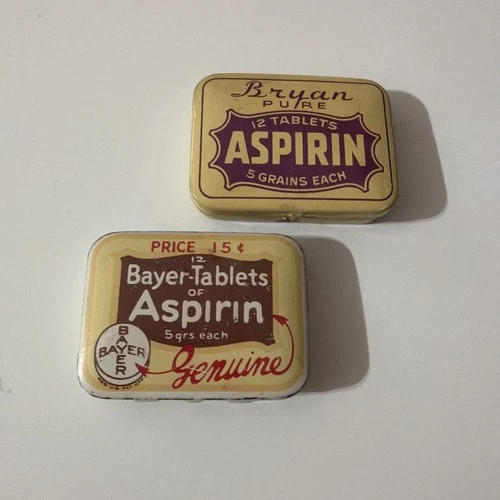 Bryan
PURE
12 TABLETS
ASPIRIN
5 GRAINS EACH
PRICE 15¢
12
Bayer-Tablets
OF
Aspirin
5 grs. each
BAYER
BAYER
Genuine